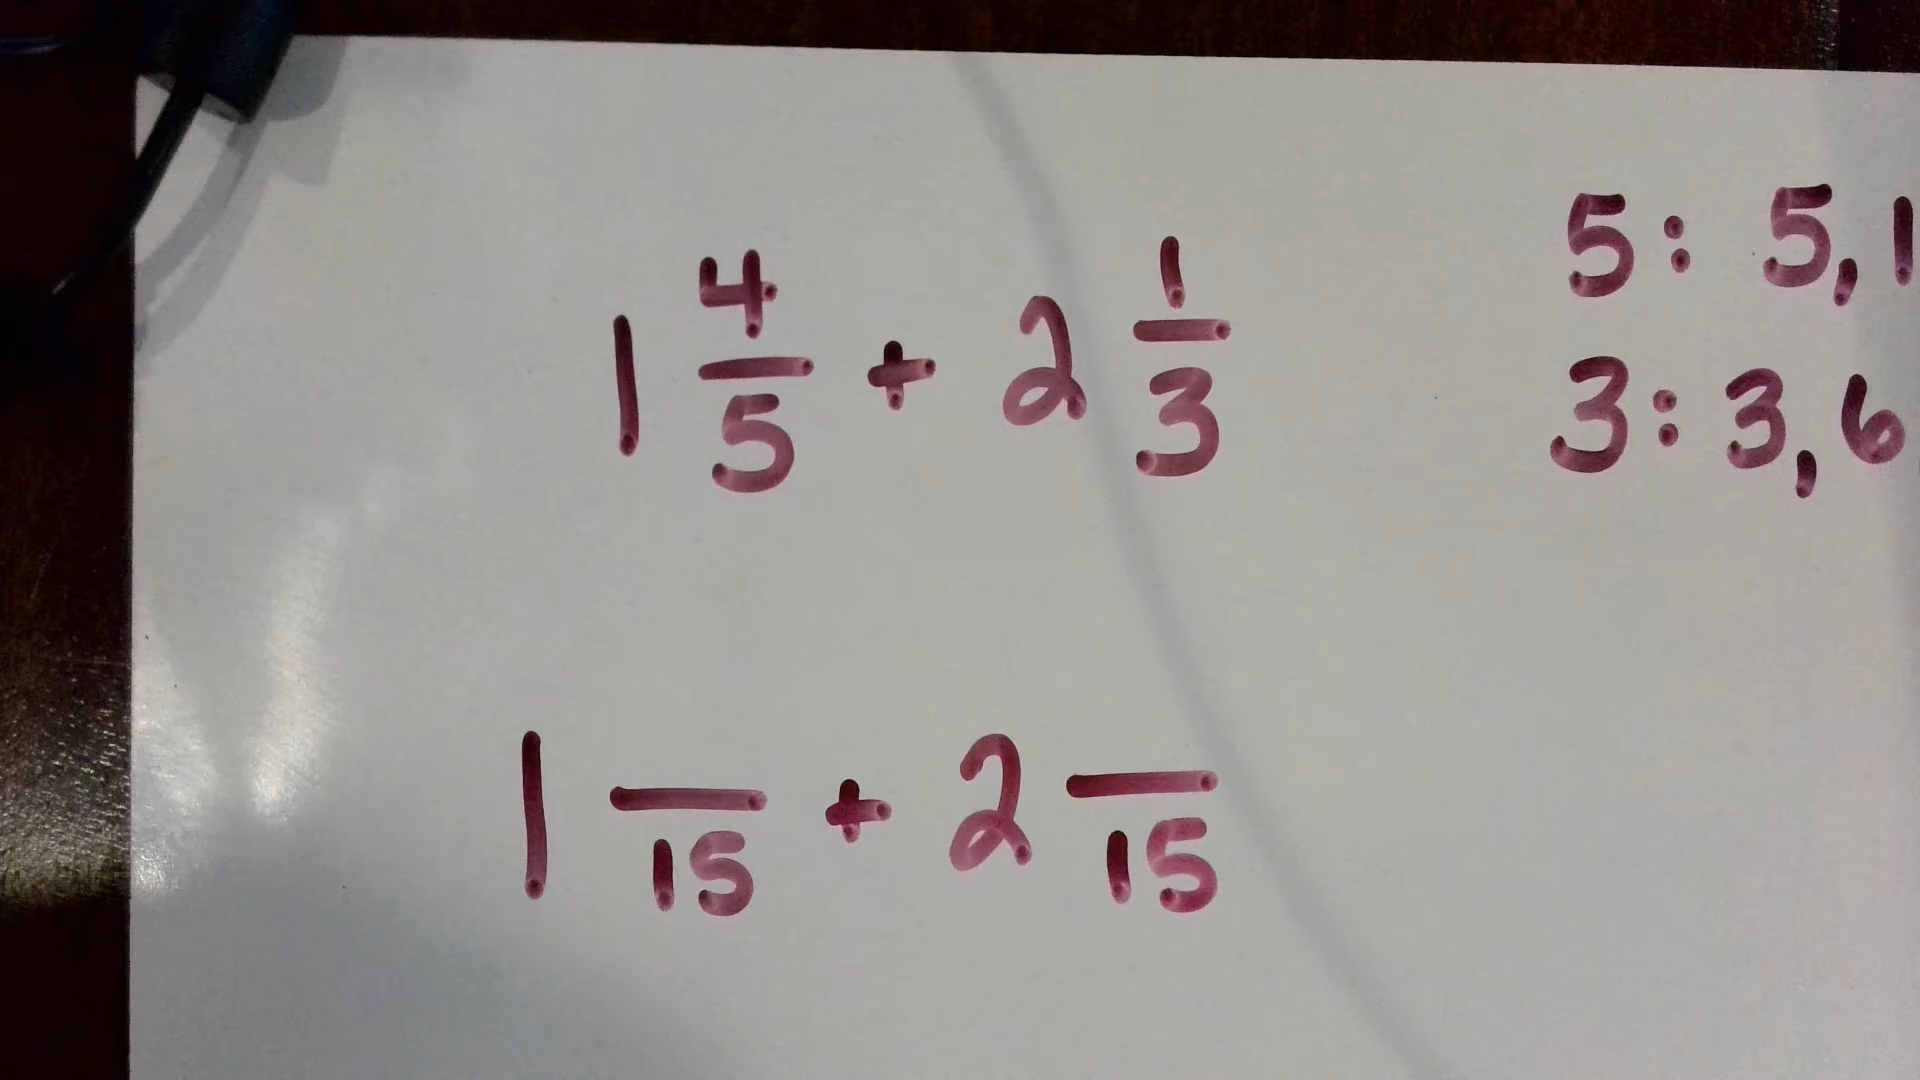 1 4/5 + 2 1/3
5: 5, 1
3: 3, 6
1 /15 + 2 /15